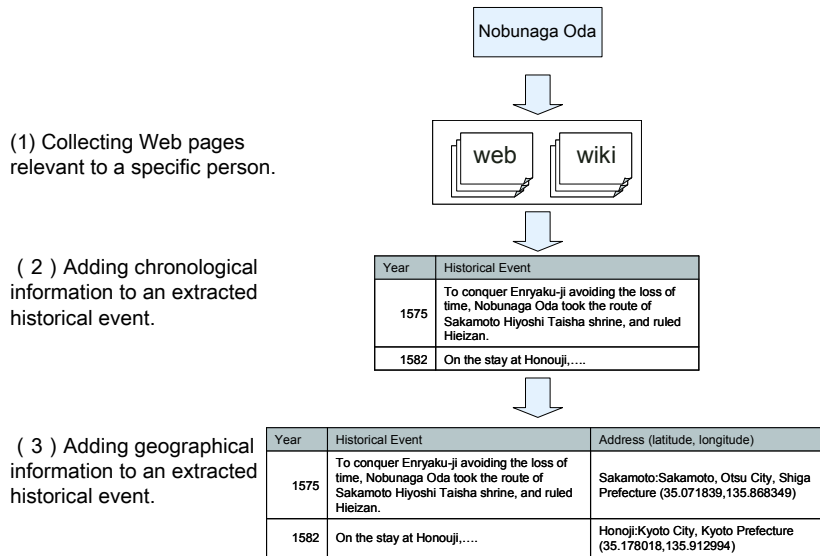 Nobunaga Oda
(1) Collecting Web pages
relevant to a specific person.
web wiki
( 2 ) Adding chronological
information to an extracted
historical event.
Year Historical Event
1575 To conquer Enryaku-ji avoiding the loss of
time, Nobunaga Oda took the route of
Sakamoto Hiyoshi Taisha shrine, and ruled
Hieizan.
1582 On the stay at Honouji,....
( 3 ) Adding geographical
information to an extracted
historical event.
Year Historical Event Address (latitude, longitude)
1575 To conquer Enryaku-ji avoiding the loss of
time, Nobunaga Oda took the route of
Sakamoto Hiyoshi Taisha shrine, and ruled
Hieizan.
Sakamoto:Sakamoto, Otsu City, Shiga
Prefecture (35.071839,135.868349)
1582 On the stay at Honouji,....
Honoji:Kyoto City, Kyoto Prefecture
(35.178018,135.912994)